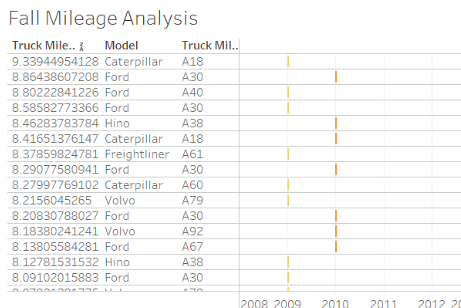 Fall Mileage Analysis
Truck Mile.. Model Truck Mil..
9.33944954128 Caterpillar A18
8.86438607208 Ford A30
8.80222841226 Ford A40
8.58582773366 Ford A30
8.46283783784 Hino A38
8.41651376147 Caterpillar A18
8.37859824781 Freightliner A61
8.29077580941 Ford A30
8.27997769102 Caterpillar A60
8.2156045265 Volvo A79
8.20830788027 Ford A30
8.18380241241 Volvo A92
8.13805584281 Ford A67
8.12781531532 Hino A38
8.09102015883 Ford A30
2008 2009 2010 2011 2012 20